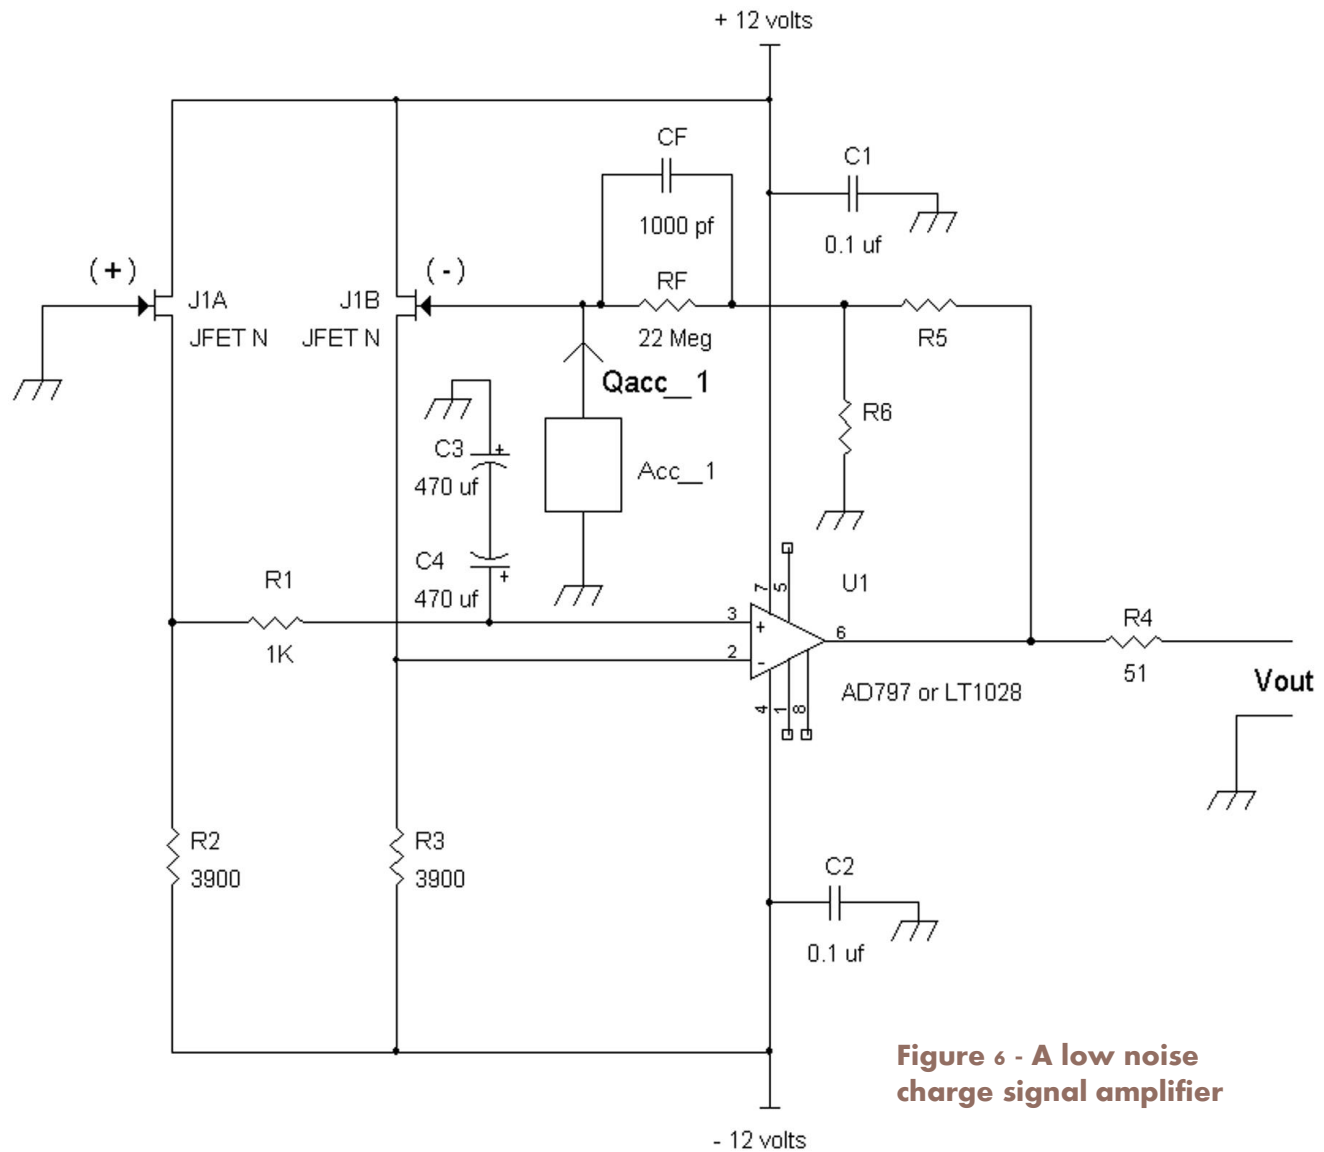 + 12 volts
CF
1000 pf
C1
0.1 uf
(+)
J1A
JFET N
J1B
JFET N
(-)
RF
22 Meg
R5
Qacc__1
R6
C3
+
470 uf
Acc__1
C4
+
470 uf
R1
1K
7
5
U1
3
+
2
-
6
4
1
8
AD797 or LT1028
R4
51
Vout
R2
3900
R3
3900
C2
0.1 uf
Figure 6 - A low noise
charge signal amplifier
- 12 volts